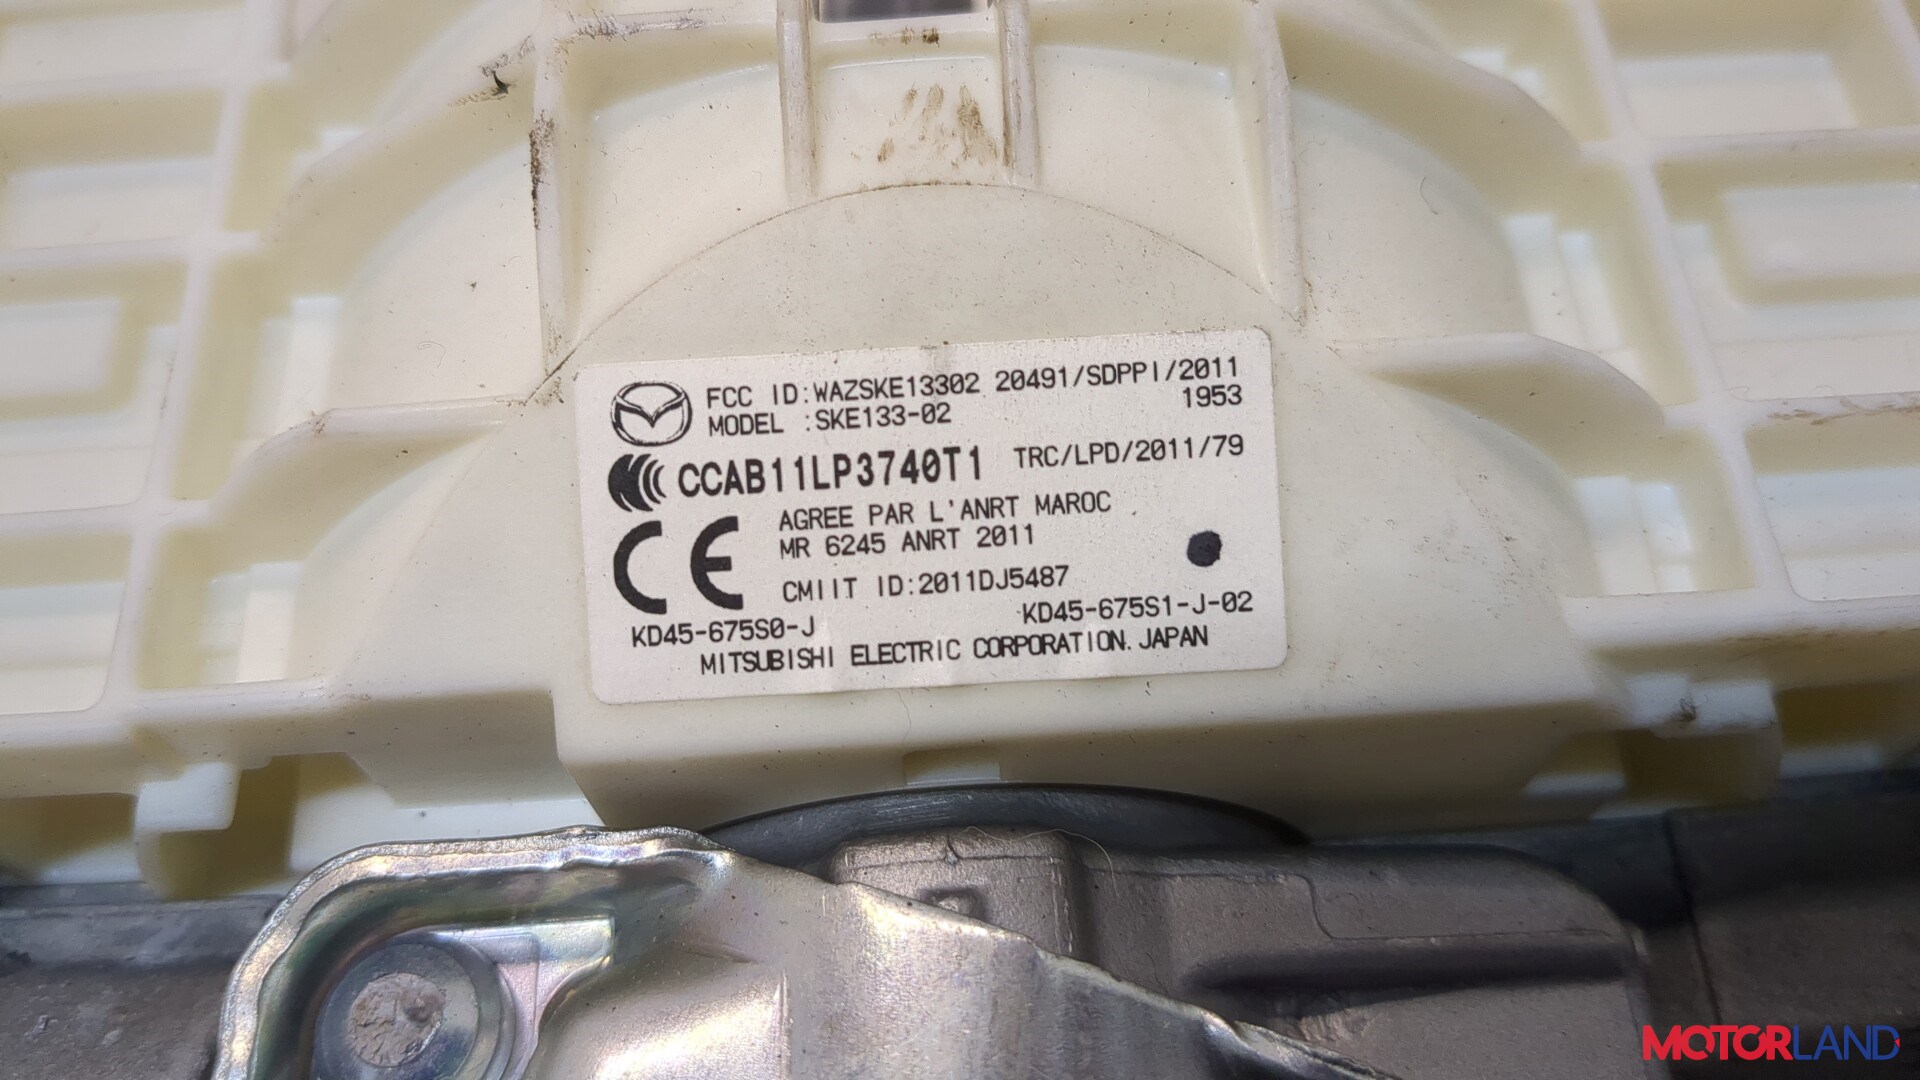 FCC ID:WAZSKE13302 20491/SDPPI/2011
MODEL :SKE133-02 1953
CCAB11LP3740T1 TRC/LPD/2011/79
CE
AGREE PAR L'ANRT MAROC
MR 6245 ANRT 2011
CMIIT ID:2011DJ5487
KD45-675S0-J KD45-675S1-J-02
MITSUBISHI ELECTRIC CORPORATION. JAPAN
MOTORLAND